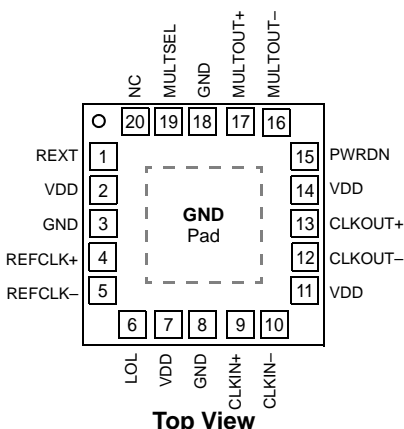 NC
MULTSEL
GND
MULTOUT+
MULTOUT–
20 19 18 17 16
REXT 1
VDD 2
GND 3
REFCLK+ 4
REFCLK– 5
GND
Pad
15 PWRDN
14 VDD
13 CLKOUT+
12 CLKOUT–
11 VDD
6 7 8 9 10
LOL
VDD
GND
CLKIN+
CLKIN–
Top View